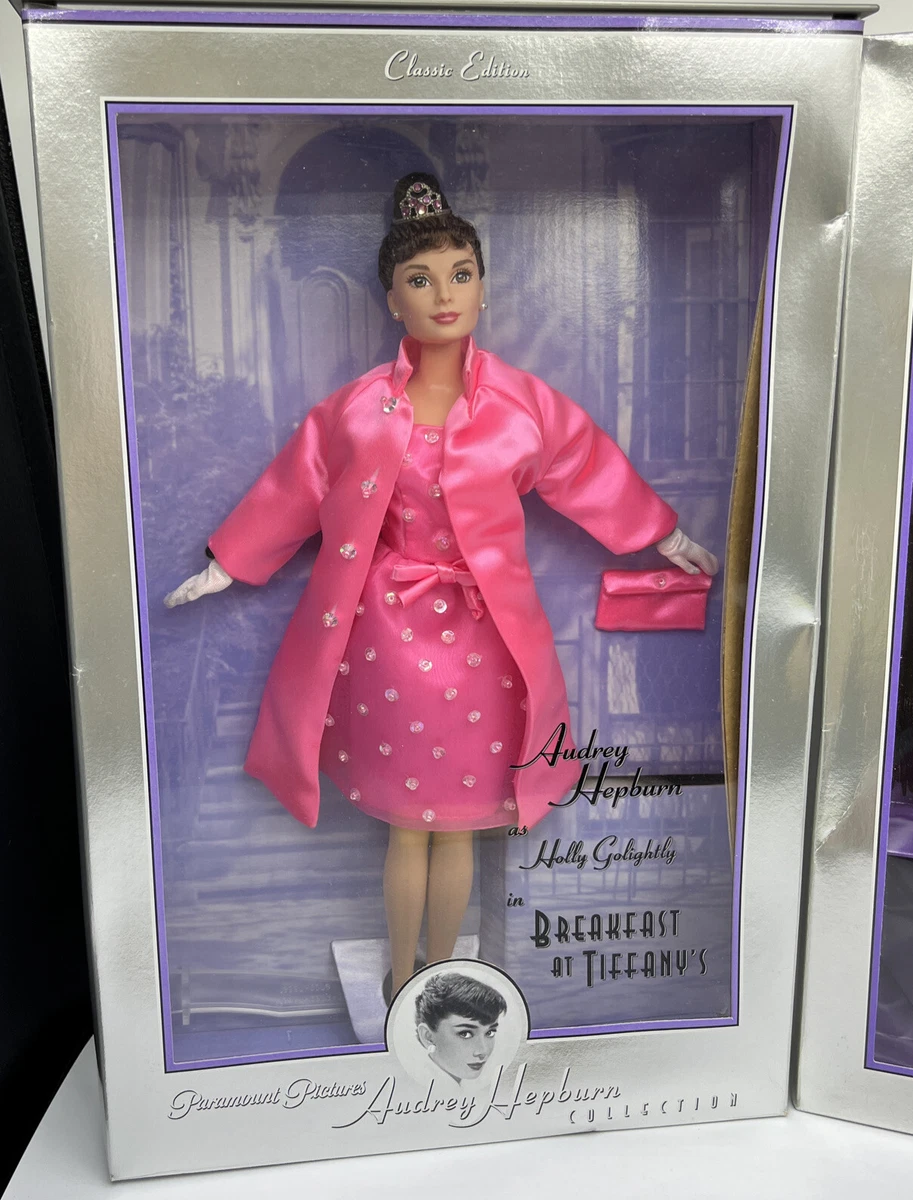 Classic Edition
Audrey
Hepburn
as
Holly Golightly
in
BREAKFAST
AT TIFFANY'S
Paramount Pictures Audrey Hepburn
COLLECTION